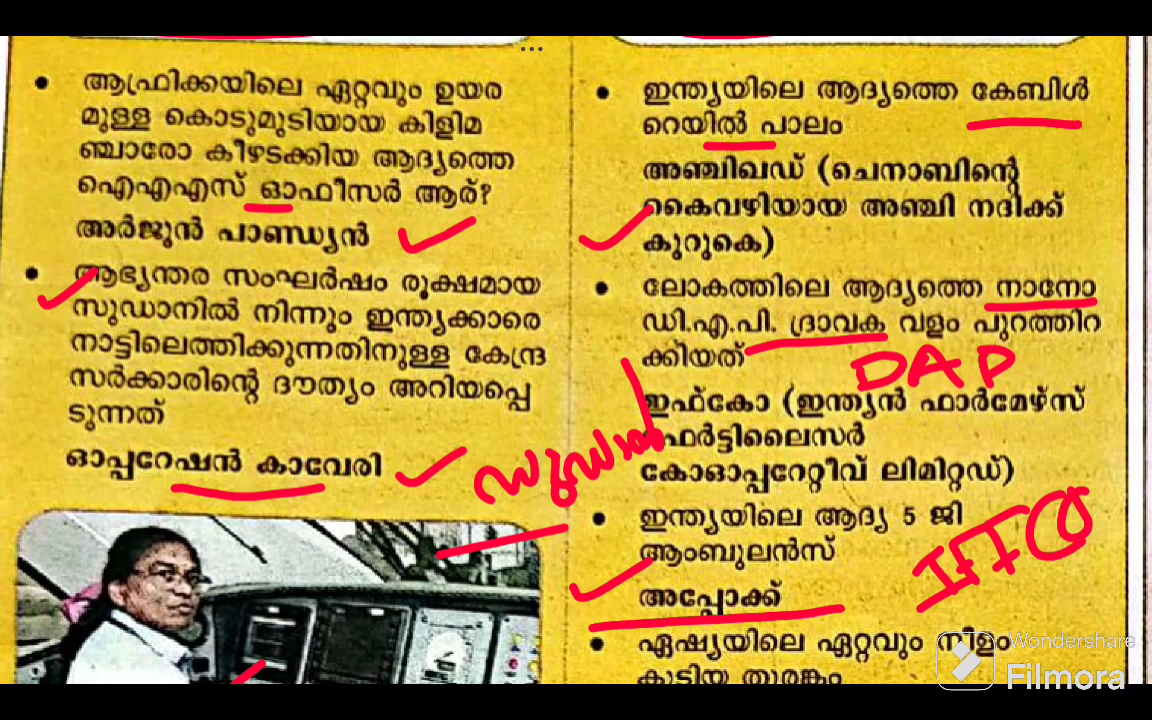 ആഫ്രിക്കയിലെ ഏറ്റവും ഉയര
മുള്ള കൊടുമുടിയായ കിളിമ
ഞ്ചാരോ കീഴടക്കിയ ആദ്യത്തെ
ഐഎഎസ് ഓഫീസർ ആര്?
അർജുൻ പാണ്ഡ്യൻ
ആഭ്യന്തര സംഘർഷം രൂക്ഷമായ
സുഡാനിൽ നിന്നും ഇന്ത്യക്കാരെ
നാട്ടിലെത്തിക്കുന്നതിനുള്ള കേന്ദ്ര
സർക്കാരിന്റെ ദൗത്യം അറിയപ്പെ
ടുന്നത്
ഓപ്പറേഷൻ കാവേരി
സുഡാൻ
ഇന്ത്യയിലെ ആദ്യത്തെ കേബിൾ
റെയിൽ പാലം
അഞ്ചിഖഡ് (ചെനാബിന്റെ
കൈവഴിയായ അഞ്ചി നദിക്ക്
കുറുകെ)
ലോകത്തിലെ ആദ്യത്തെ നാനോ
ഡി.എ.പി. ദ്രാവക വളം പുറത്തിറ
ക്കിയത്
DAP
ഇഫ്കോ (ഇന്ത്യൻ ഫാർമേഴ്സ്
ഫെർട്ടിലൈസർ
കോഓപ്പറേറ്റീവ് ലിമിറ്റഡ്)
ഇന്ത്യയിലെ ആദ്യ 5 ജി
ആംബുലൻസ്
അപ്പോക്ക്
ഏഷ്യയിലെ ഏറ്റവും നീളം
കൂടിയ തുരങ്കം
Wondershare
Filmora